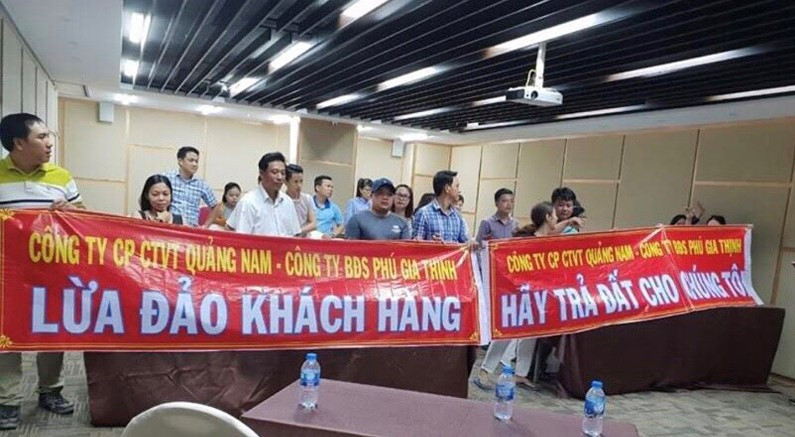 CÔNG TY CP CTVT QUẢNG NAM - CÔNG TY BĐS PHÚ GIA THỊNH
LỪA ĐẢO KHÁCH HÀNG
CÔNG TY CP CTVT QUẢNG NAM - CÔNG TY BĐS PHÚ GIA THỊNH
HÃY TRẢ ĐẤT CHO CHÚNG TÔI